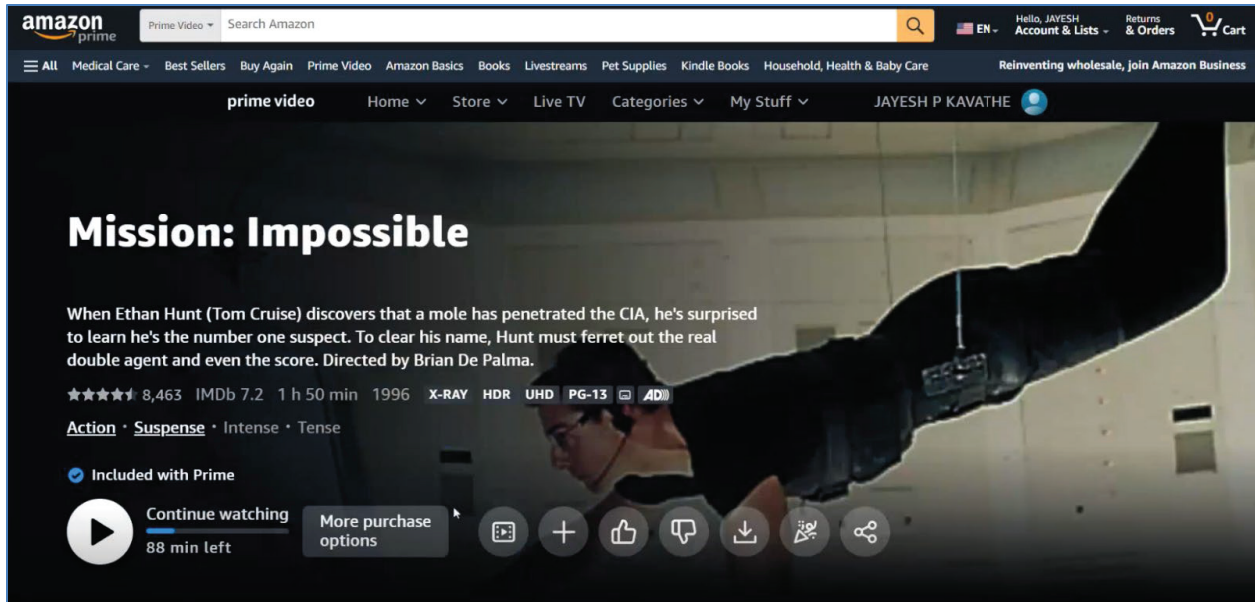 amazon prime
Prime Video
Search Amazon
EN
Hello, JAYESH
Account & Lists
Returns
& Orders
0
Cart
All
Medical Care
Best Sellers
Buy Again
Prime Video
Amazon Basics
Books
Livestreams
Pet Supplies
Kindle Books
Household, Health & Baby Care
Reinventing wholesale, join Amazon Business
prime video
Home
Store
Live TV
Categories
My Stuff
JAYESH P KAVATHE
Mission: Impossible
When Ethan Hunt (Tom Cruise) discovers that a mole has penetrated the CIA, he's surprised
to learn he's the number one suspect. To clear his name, Hunt must ferret out the real
double agent and even the score. Directed by Brian De Palma.
8,463 IMDb 7.2 1 h 50 min 1996 X-RAY HDR UHD PG-13 AD
Action • Suspense • Intense • Tense
Included with Prime
Continue watching
88 min left
More purchase
options